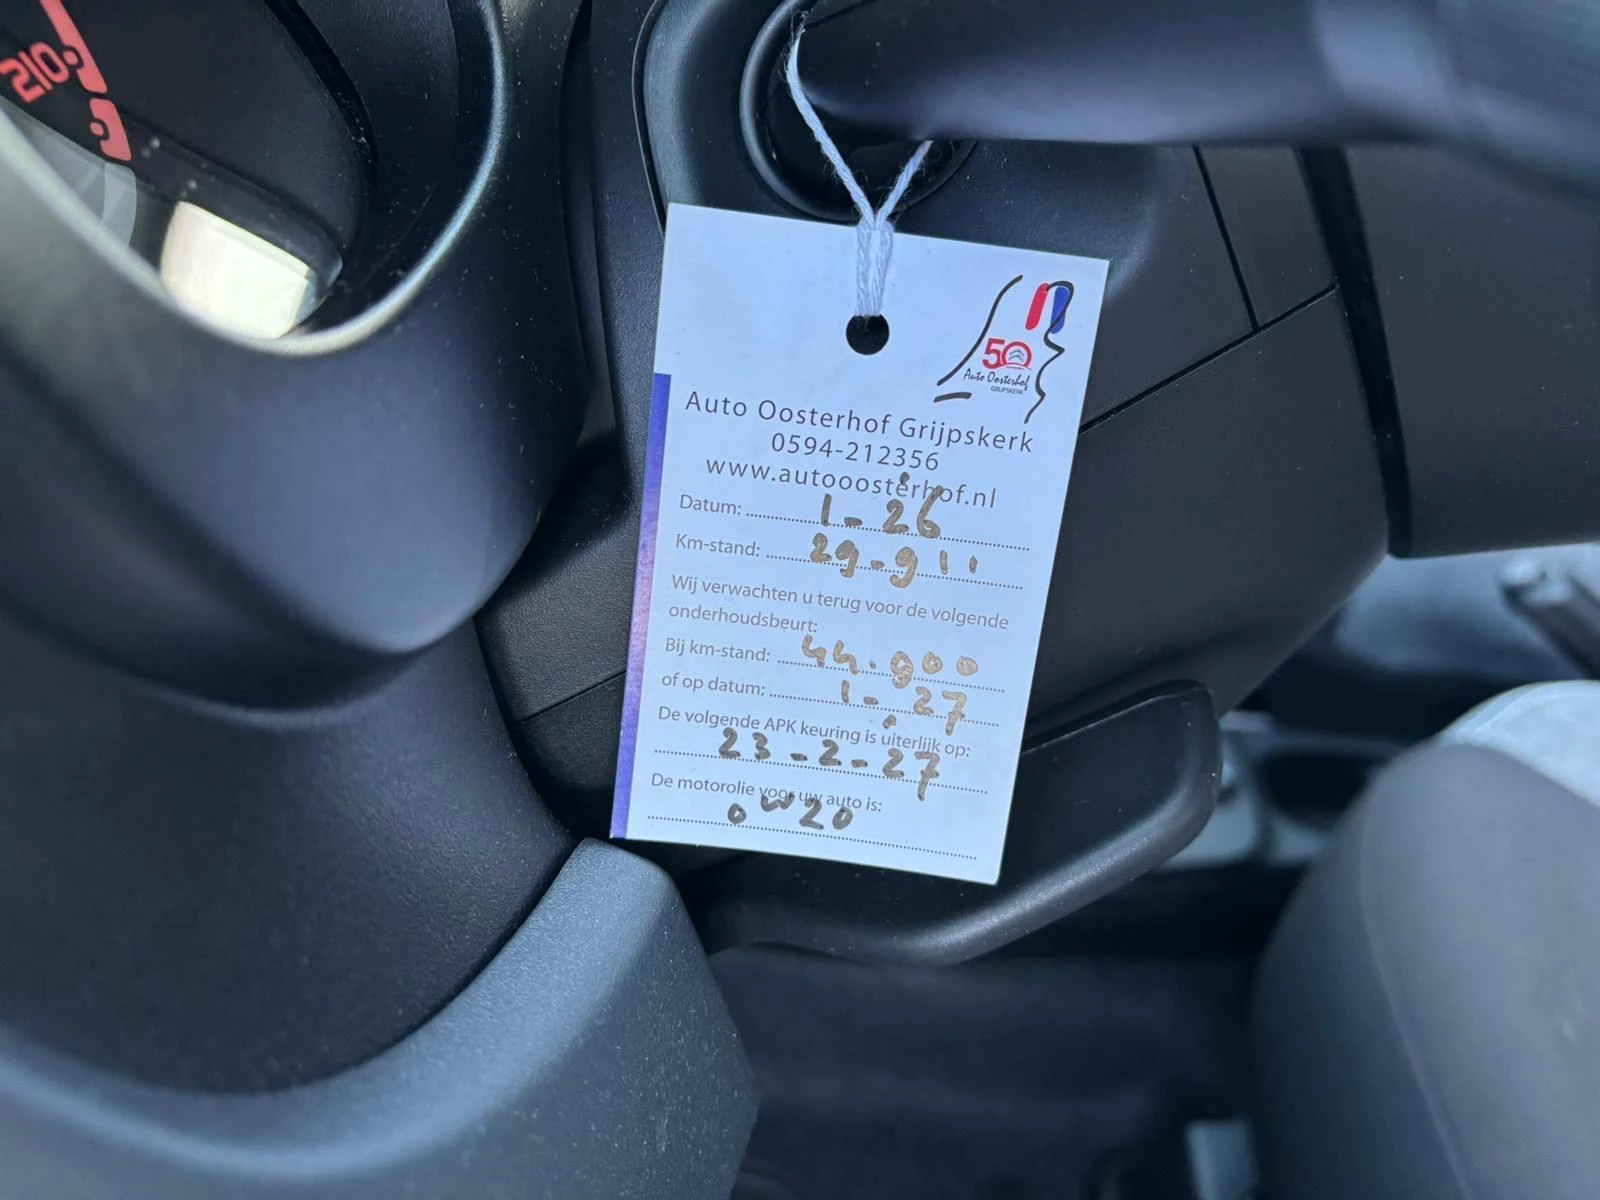 210
50
Auto Oosterhof
GRIJPSKERK
Auto Oosterhof Grijpskerk
0594-212356
www.autooosterhof.nl
Datum: 1-'26
Km-stand: 29.911
Wij verwachten u terug voor de volgende
onderhoudsbeurt:
Bij km-stand: 44.900
of op datum: 1-'27
De volgende APK keuring is uiterlijk op:
23-2-'27
De motorolie voor uw auto is:
0W20